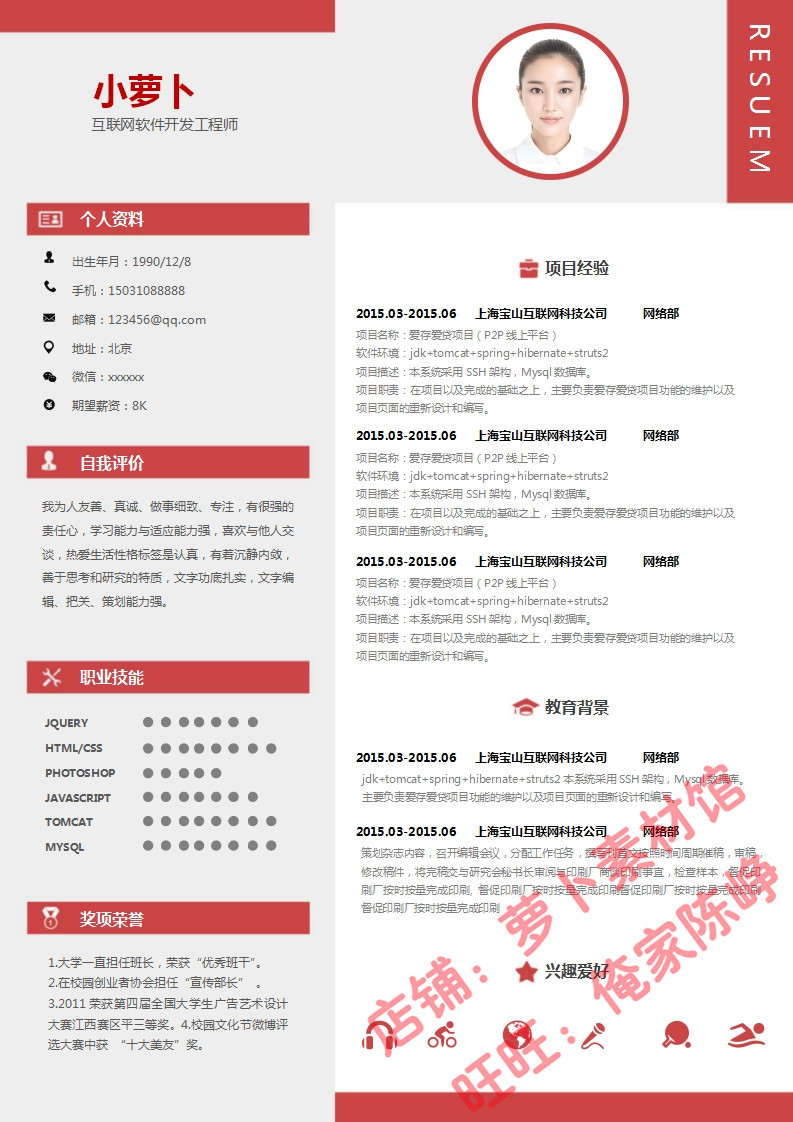 小萝卜
互联网软件开发工程师
RESUEM
个人资料
出生年月：1990/12/8
手机：15031088888
邮箱：123456@qq.com
地址：北京
微信：xxxxxx
期望薪资：8K
自我评价
我为人友善、真诚、做事细致、专注，有很强的
责任心，学习能力与适应能力强，喜欢与他人交
谈，热爱生活性格标签是认真，有着沉静内敛，
善于思考和研究的特质，文字功底扎实，文字编
辑、把关、策划能力强。
职业技能
JQUERY
HTML/CSS
PHOTOSHOP
JAVASCRIPT
TOMCAT
MYSQL
奖项荣誉
1.大学一直担任班长，荣获“优秀班干”。
2.在校园创业者协会担任“宣传部长” 。
3.2011 荣获第四届全国大学生广告艺术设计
大赛江西赛区平三等奖。4.校园文化节微博评
选大赛中获 “十大美友”奖。
项目经验
2015.03-2015.06 上海宝山互联网科技公司 网络部
项目名称：爱存爱贷项目（P2P 线上平台）
软件环境：jdk+tomcat+spring+hibernate+struts2
项目描述：本系统采用 SSH 架构，Mysql 数据库。
项目职责：在项目以及完成的基础之上，主要负责爱存爱贷项目功能的维护以及
项目页面的重新设计和编写。
2015.03-2015.06 上海宝山互联网科技公司 网络部
项目名称：爱存爱贷项目（P2P 线上平台）
软件环境：jdk+tomcat+spring+hibernate+struts2
项目描述：本系统采用 SSH 架构，Mysql 数据库。
项目职责：在项目以及完成的基础之上，主要负责爱存爱贷项目功能的维护以及
项目页面的重新设计和编写。
2015.03-2015.06 上海宝山互联网科技公司 网络部
项目名称：爱存爱贷项目（P2P 线上平台）
软件环境：jdk+tomcat+spring+hibernate+struts2
项目描述：本系统采用 SSH 架构，Mysql 数据库。
项目职责：在项目以及完成的基础之上，主要负责爱存爱贷项目功能的维护以及
项目页面的重新设计和编写。
教育背景
2015.03-2015.06 上海宝山互联网科技公司 网络部
jdk+tomcat+spring+hibernate+struts2 本系统采用 SSH 架构，Mysql 数据库。
主要负责爱存爱贷项目功能的维护以及项目页面的重新设计和编写。
2015.03-2015.06 上海宝山互联网科技公司 网络部
策划杂志内容，召开编辑会议，分配工作任务，撰写刊首文按照时间周期催稿，审稿，
修改稿件，将完稿交与研究会秘书长审阅与印刷厂商谈印刷事宜，检查样本，督促印
刷厂按时按量完成印刷，督促印刷厂按时按量完成印刷督促印刷厂按时按量完成印刷
督促印刷厂按时按量完成印刷
兴趣爱好
店铺：萝卜素材馆
旺旺：俺家陈峥